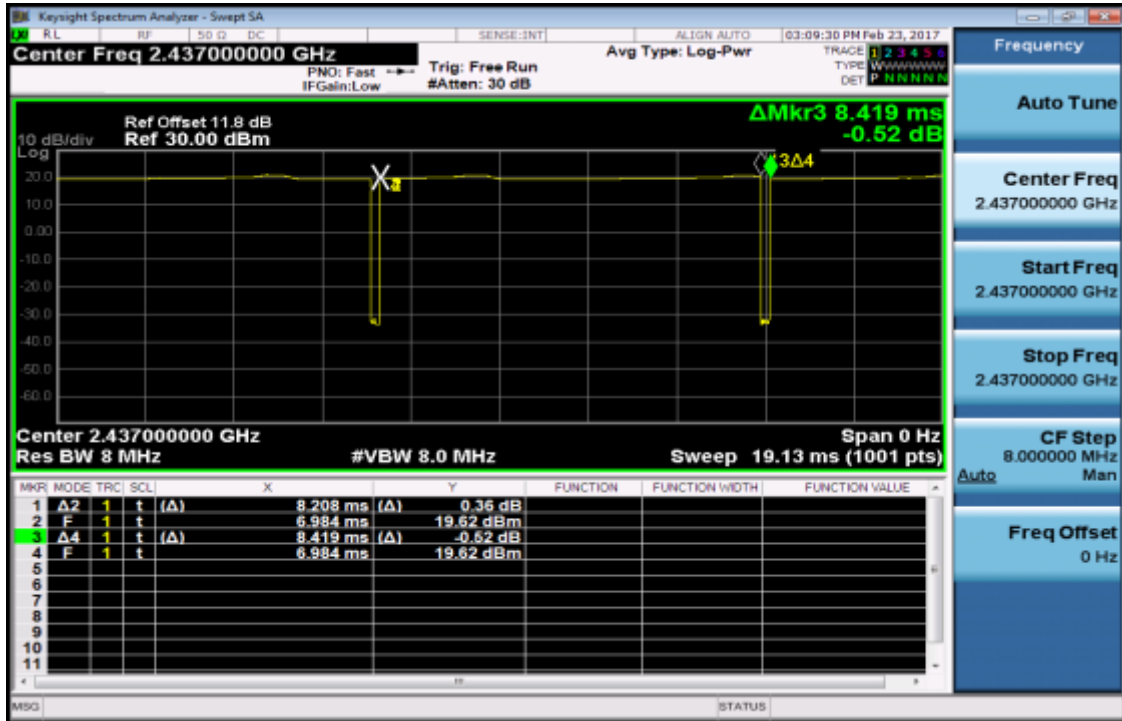 Keysight Spectrum Analyzer - Swept SA
RL RF 50 Ω DC SENSE:INT ALIGN AUTO 03:09:30 PM Feb 23, 2017
Center Freq 2.437000000 GHz
PNO: Fast
IFGain:Low
Trig: Free Run
#Atten: 30 dB
Avg Type: Log-Pwr
TRACE 1 2 3 4 5 6
TYPE WWWWWW
DET P N N N N N
Ref Offset 11.8 dB
10 dB/div Ref 30.00 dBm
Log
ΔMkr3 8.419 ms
-0.52 dB
3Δ4
X
20.0
10.0
0.00
-10.0
-20.0
-30.0
-40.0
-50.0
-60.0
Center 2.437000000 GHz Span 0 Hz
Res BW 8 MHz #VBW 8.0 MHz Sweep 19.13 ms (1001 pts)
MKR MODE TRC SCL X Y FUNCTION FUNCTION WIDTH FUNCTION VALUE
1 Δ2 1 t (Δ) 8.208 ms (Δ) 0.36 dB
2 F 1 t 6.984 ms 19.62 dBm
3 Δ4 1 t (Δ) 8.419 ms (Δ) -0.52 dB
4 F 1 t 6.984 ms 19.62 dBm
5
6
7
8
9
10
11
MSG STATUS
Frequency
Auto Tune
Center Freq
2.437000000 GHz
Start Freq
2.437000000 GHz
Stop Freq
2.437000000 GHz
CF Step
8.000000 MHz
Auto Man
Freq Offset
0 Hz